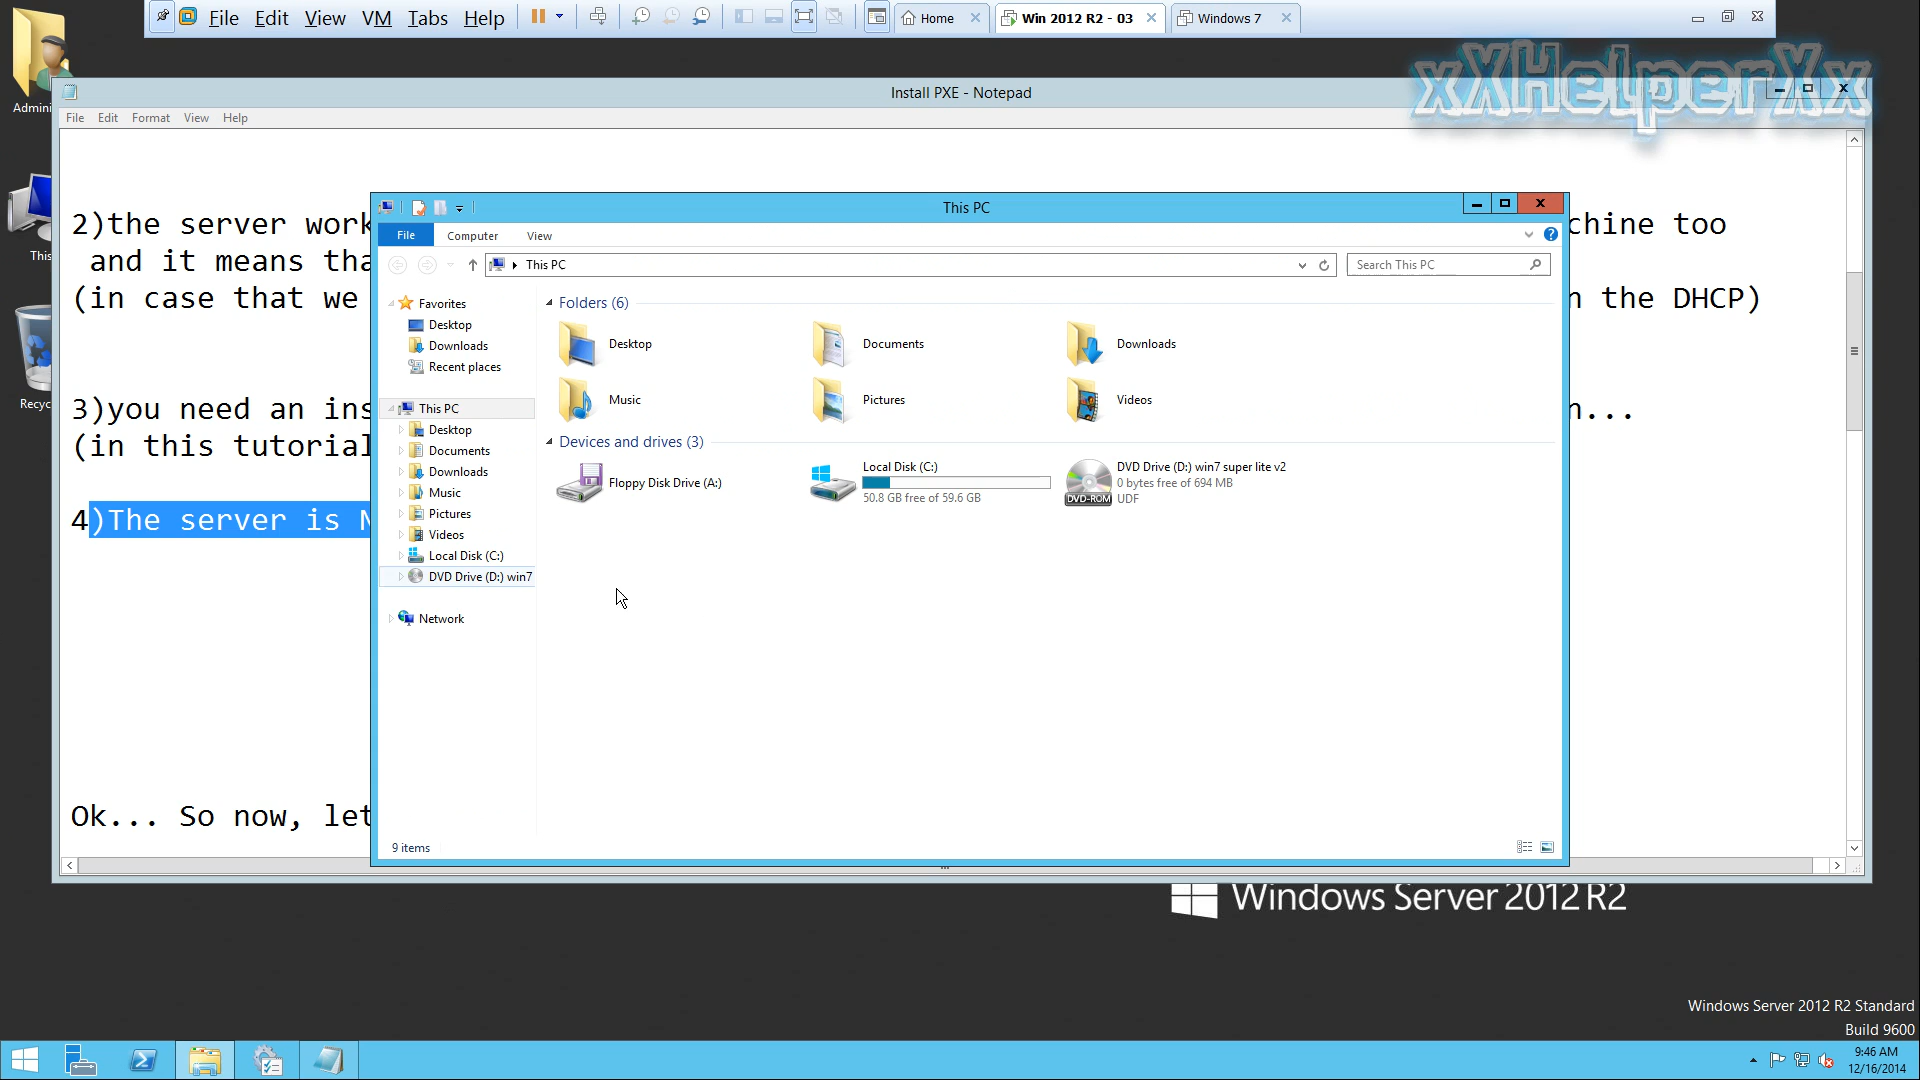 File Edit View VM Tabs Help
Home
Win 2012 R2 - 03
Windows 7
xXHelperXx
Install PXE - Notepad
File Edit Format View Help
Admini
This
Recyc
2)the server work
chine too
and it means tha
(in case that we
n the DHCP)
3)you need an ins
n...
(in this tutorial
4)The server is N
Ok... So now, let
This PC
File Computer View
This PC
Search This PC
Favorites
Desktop
Downloads
Recent places
This PC
Desktop
Documents
Downloads
Music
Pictures
Videos
Local Disk (C:)
DVD Drive (D:) win7
Network
Folders (6)
Desktop
Documents
Downloads
Music
Pictures
Videos
Devices and drives (3)
Floppy Disk Drive (A:)
Local Disk (C:)
50.8 GB free of 59.6 GB
DVD Drive (D:) win7 super lite v2
0 bytes free of 694 MB
UDF
DVD-ROM
9 items
Windows Server 2012 R2
Windows Server 2012 R2 Standard
Build 9600
9:46 AM
12/16/2014